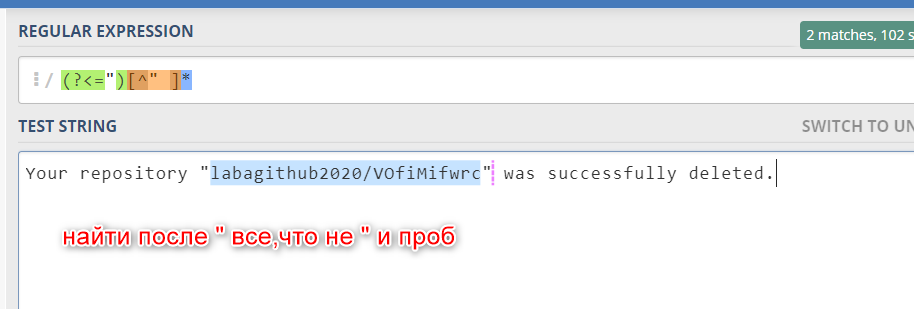 REGULAR EXPRESSION
2 matches, 102 s
/ (?<=")[^" ]*
TEST STRING
SWITCH TO UN
Your repository "labagithub2020/VOfiMifwrc" was successfully deleted.
найти после " все,что не " и проб